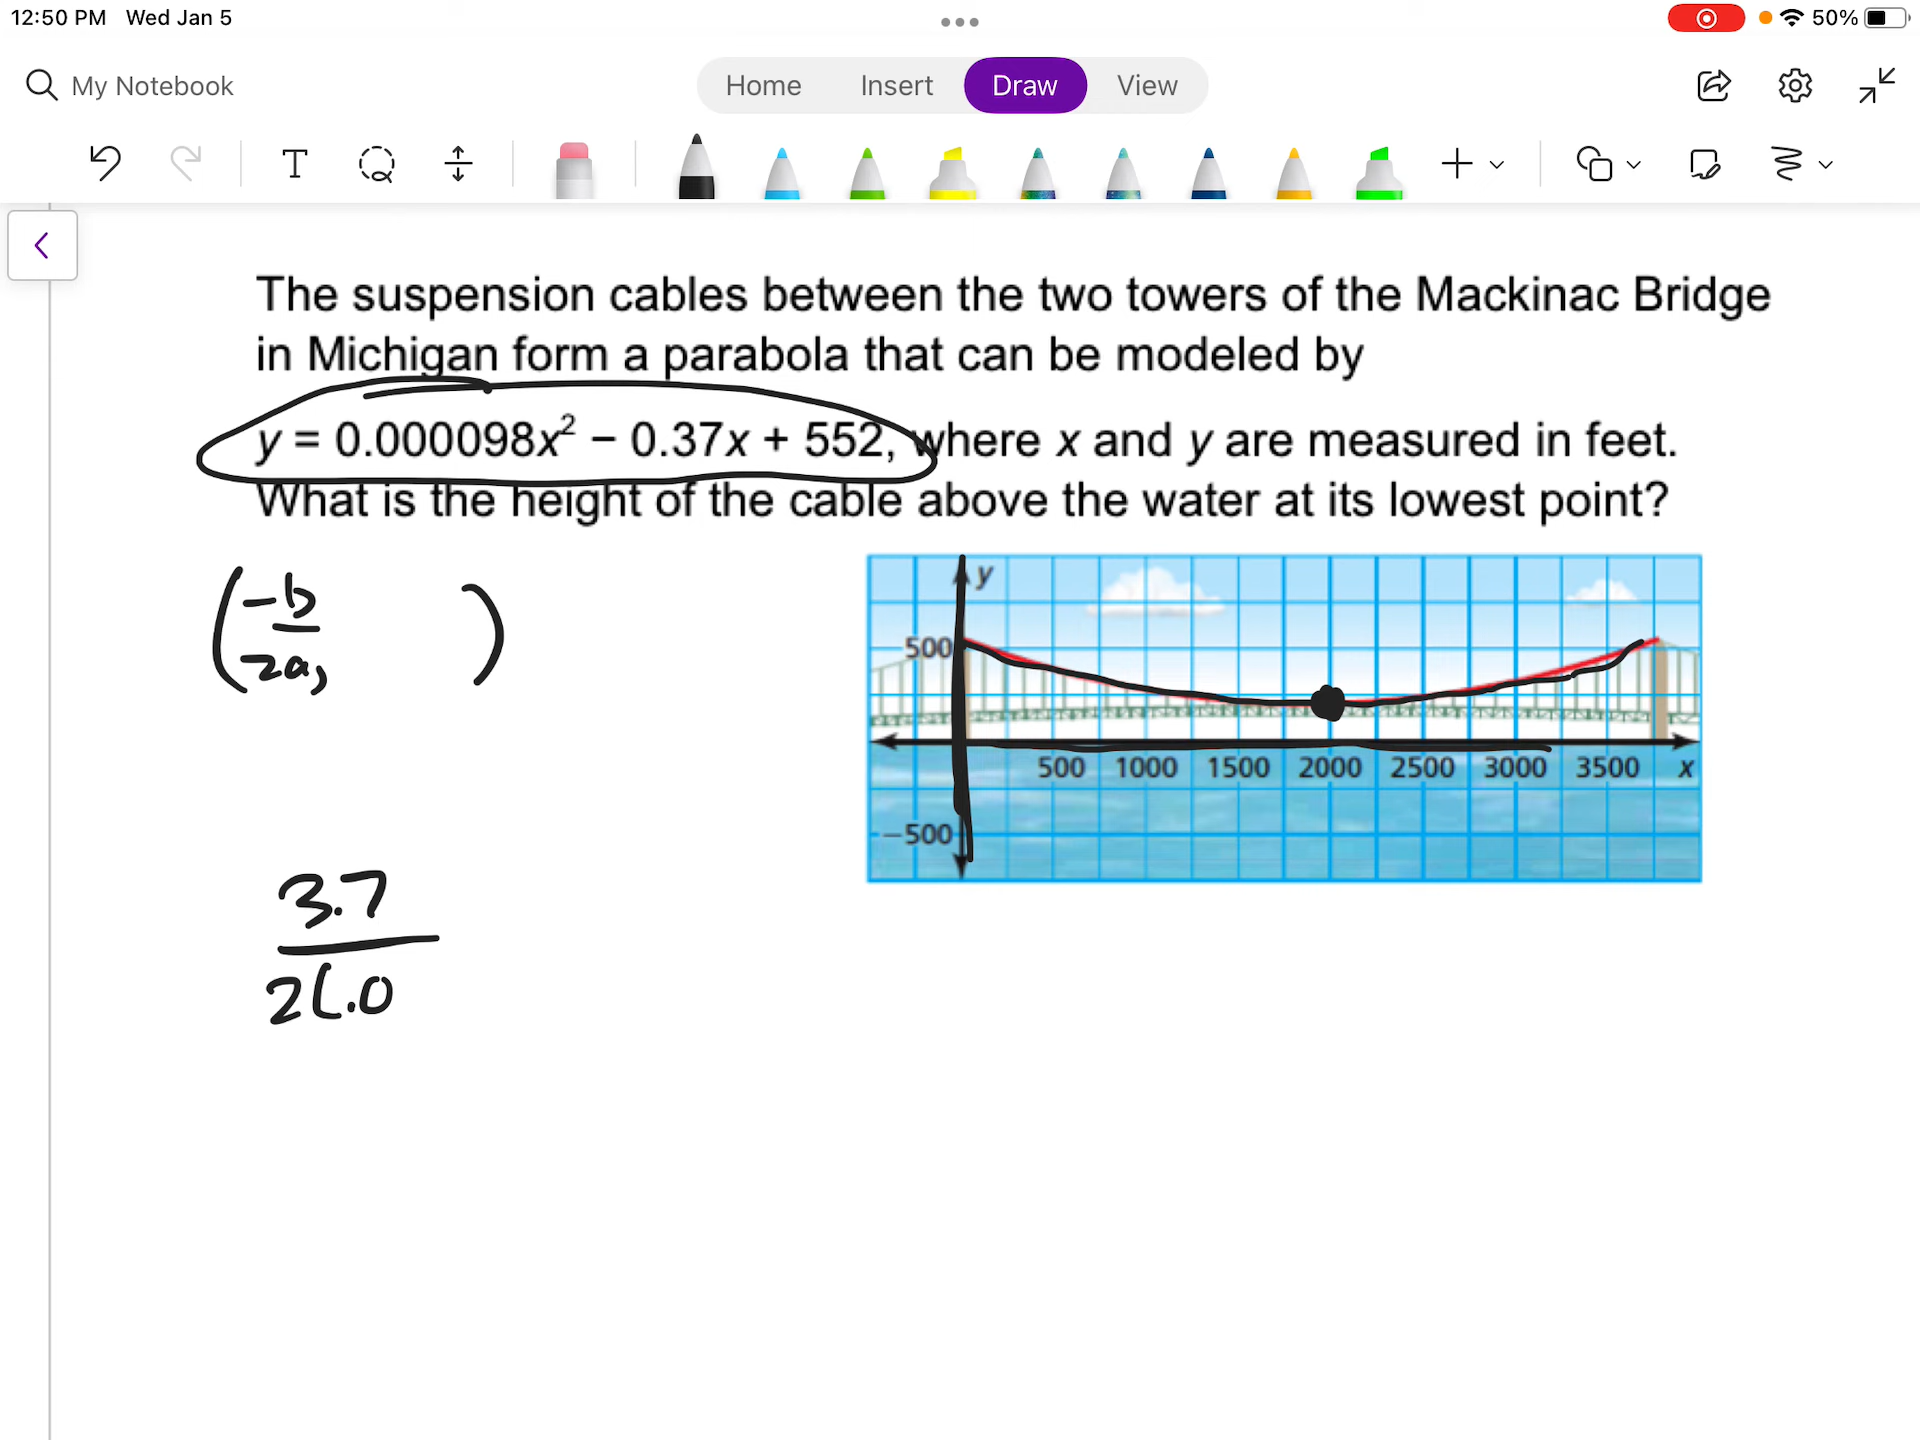 12:50 PM Wed Jan 5
50%
My Notebook
Home Insert Draw View
T
The suspension cables between the two towers of the Mackinac Bridge
in Michigan form a parabola that can be modeled by
y = 0.000098x² − 0.37x + 552, where x and y are measured in feet.
What is the height of the cable above the water at its lowest point?
(-b
2a, )
y
500
500 1000 1500 2000 2500 3000 3500 x
−500
3.7
2(.0